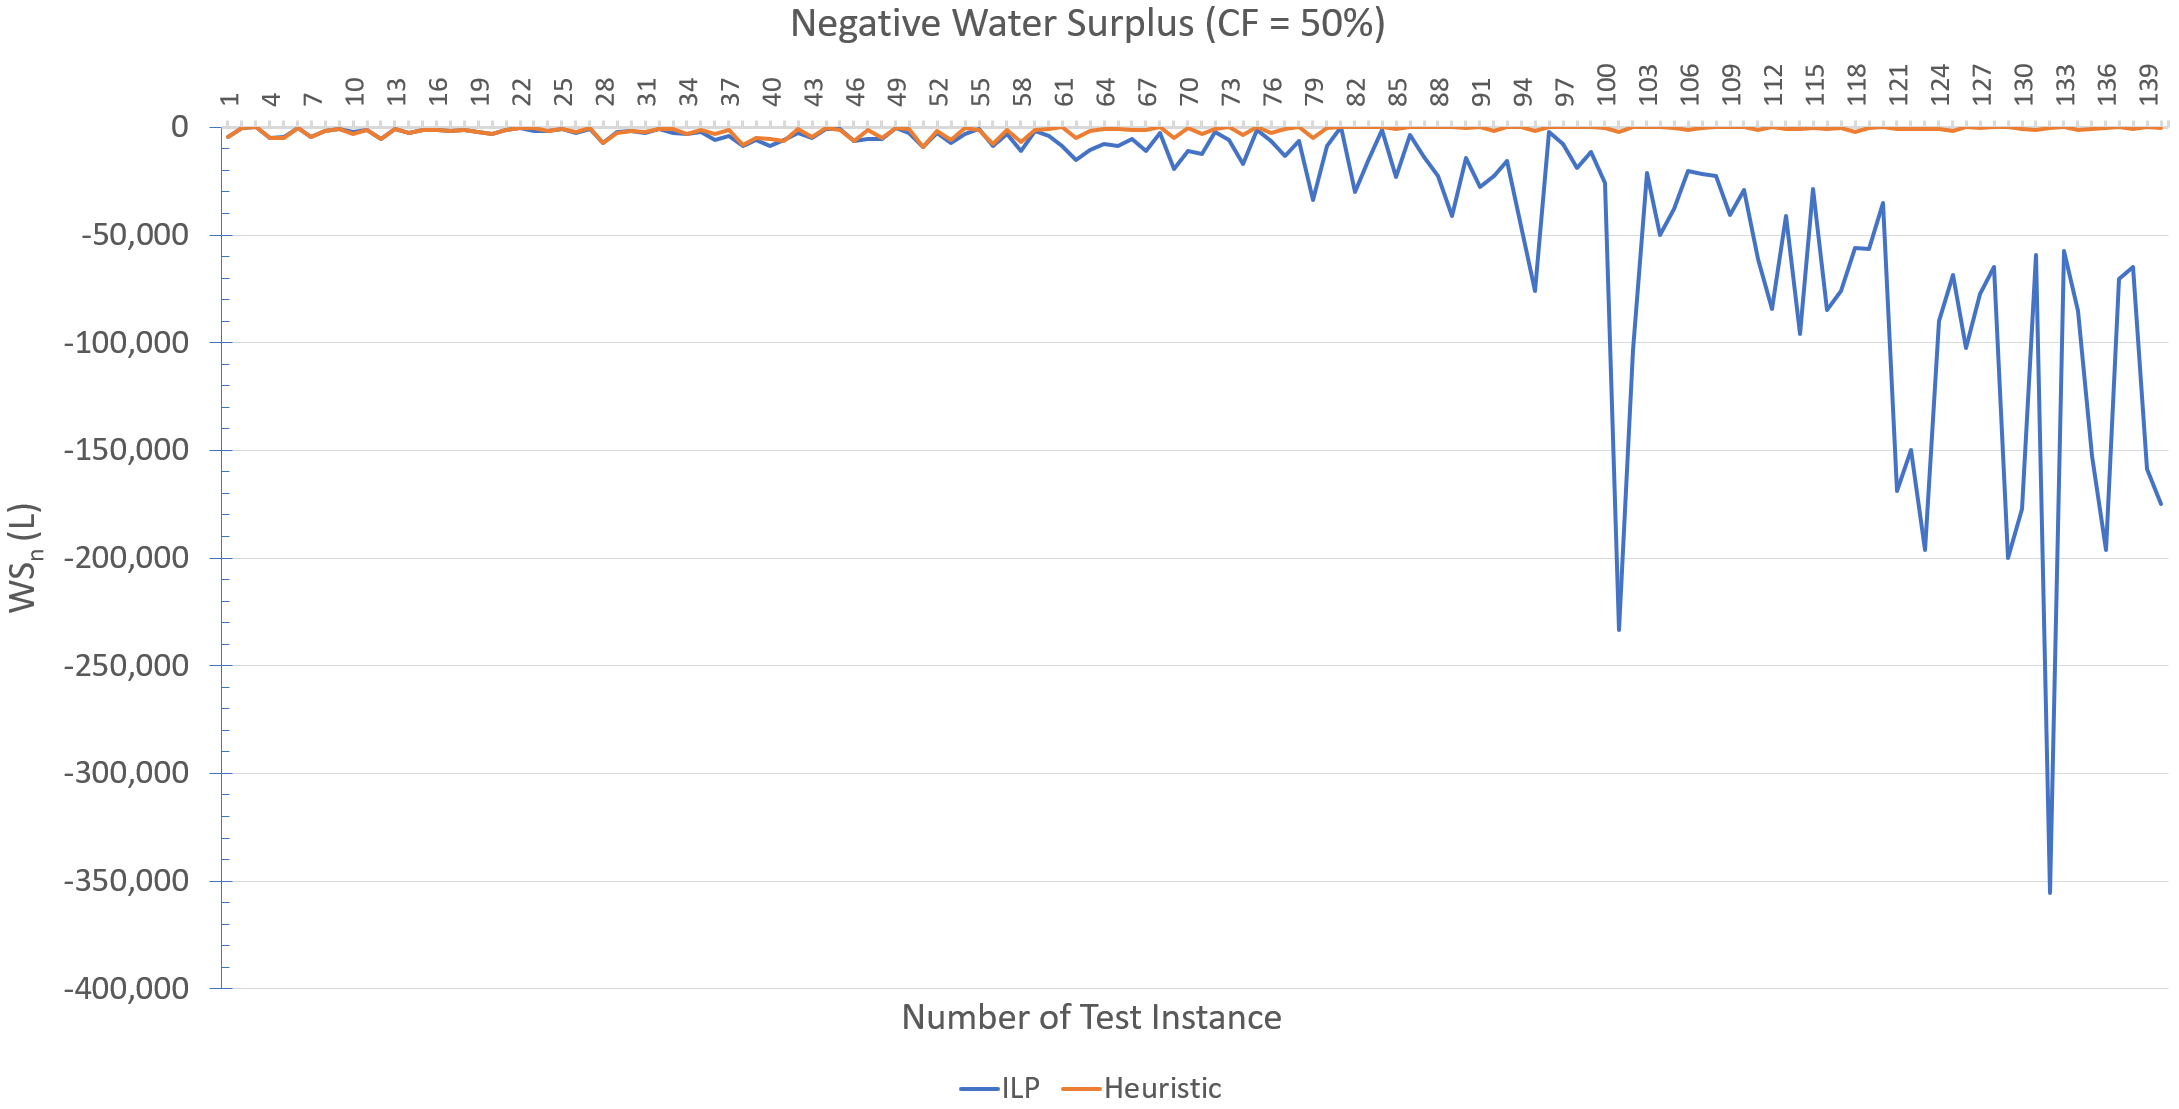 Negative Water Surplus (CF = 50%)
1 4 7 10 13 16 19 22 25 28 31 34 37 40 43 46 49 52 55 58 61 64 67 70 73 76 79 82 85 88 91 94 97 100 103 106 109 112 115 118 121 124 127 130 133 136 139
0
-50,000
-100,000
-150,000
-200,000
-250,000
-300,000
-350,000
-400,000
WSn (L)
Number of Test Instance
ILP Heuristic